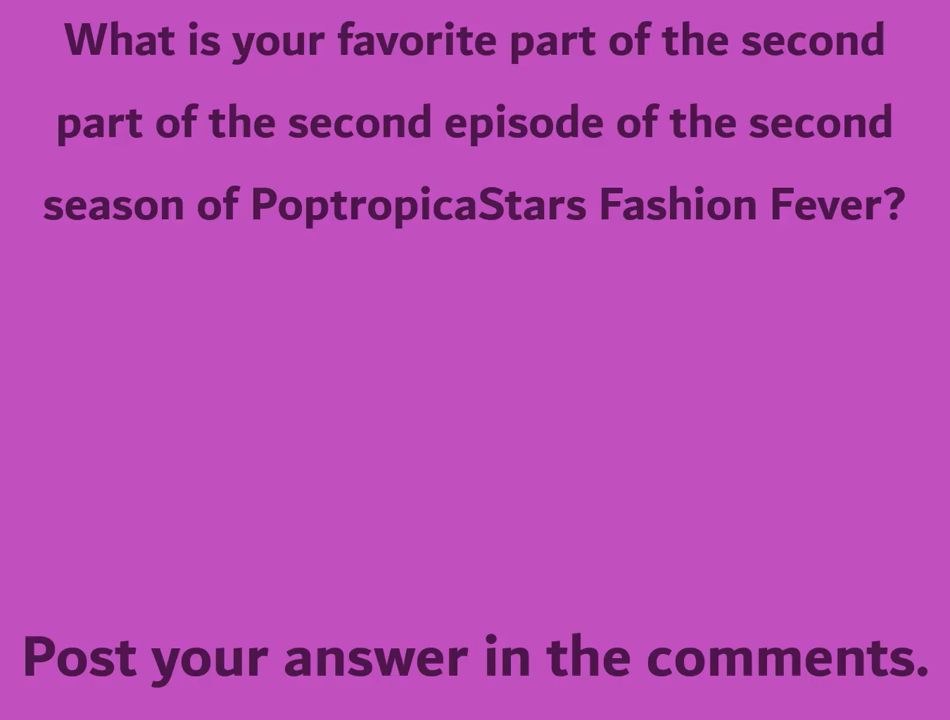 What is your favorite part of the second
part of the second episode of the second
season of PoptropicaStars Fashion Fever?
Post your answer in the comments.